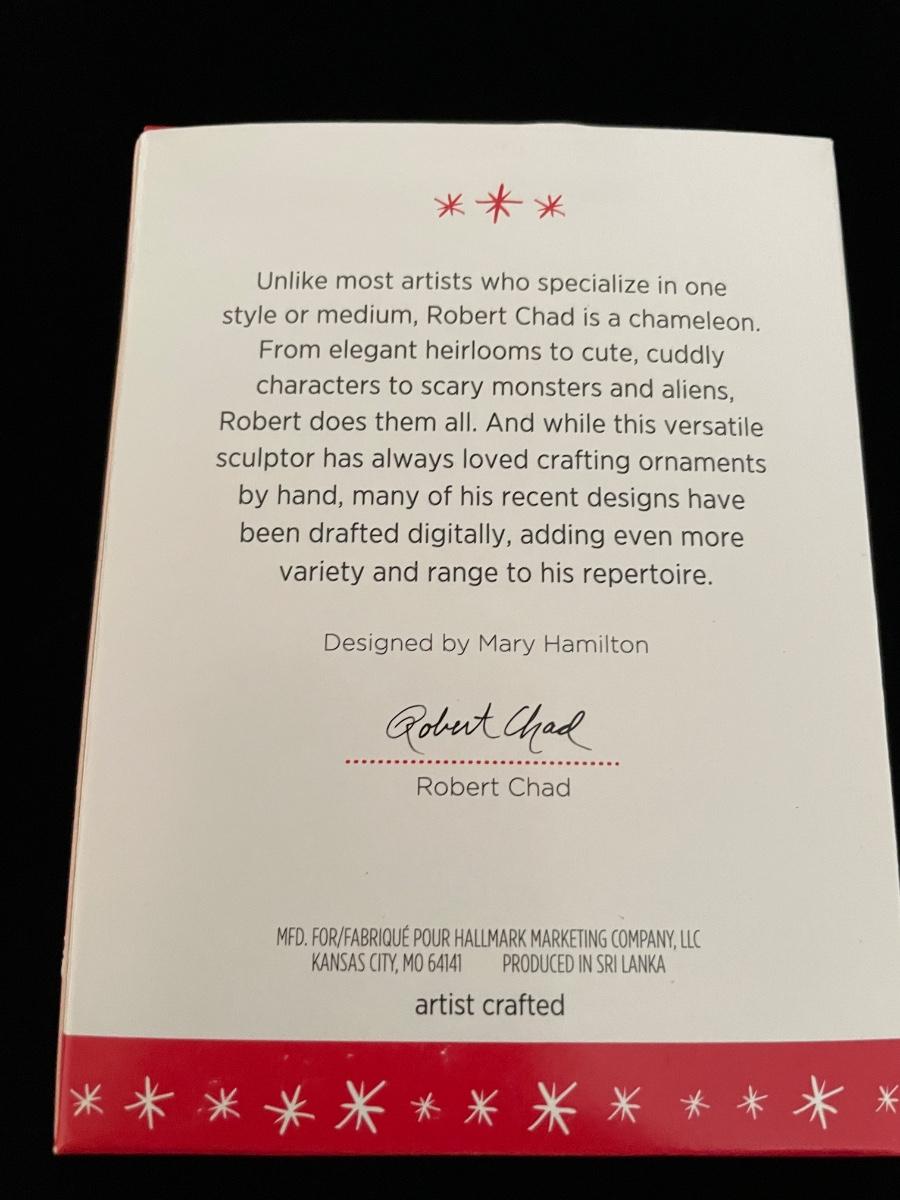 Unlike most artists who specialize in one
style or medium, Robert Chad is a chameleon.
From elegant heirlooms to cute, cuddly
characters to scary monsters and aliens,
Robert does them all. And while this versatile
sculptor has always loved crafting ornaments
by hand, many of his recent designs have
been drafted digitally, adding even more
variety and range to his repertoire.
Designed by Mary Hamilton
Robert Chad
Robert Chad
MFD. FOR/FABRIQUÉ POUR HALLMARK MARKETING COMPANY, LLC
KANSAS CITY, MO 64141 PRODUCED IN SRI LANKA
artist crafted